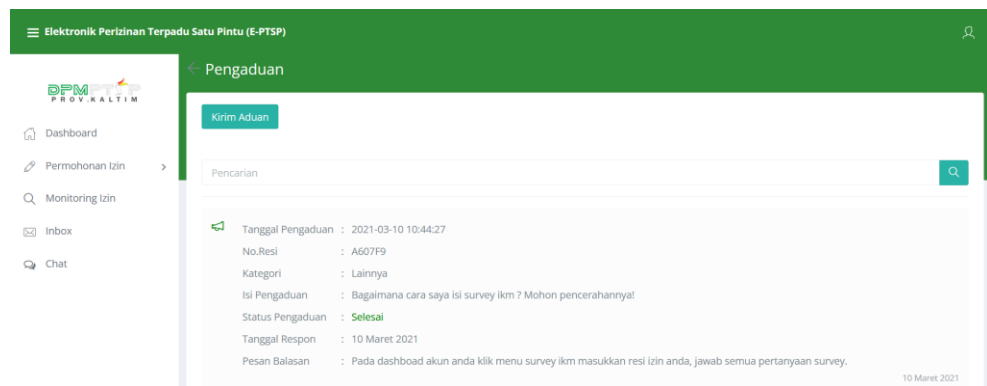 Elektronik Perizinan Terpadu Satu Pintu (E-PTSP)
DPMPTSP
PROV.KALTIM
Dashboard
Permohonan Izin
Monitoring Izin
Inbox
Chat
Pengaduan
Kirim Aduan
Pencarian
Tanggal Pengaduan : 2021-03-10 10:44:27
No.Resi : A607F9
Kategori : Lainnya
Isi Pengaduan : Bagaimana cara saya isi survey ikm ? Mohon pencerahannya!
Status Pengaduan : Selesai
Tanggal Respon : 10 Maret 2021
Pesan Balasan : Pada dashboad akun anda klik menu survey ikm masukkan resi izin anda, jawab semua pertanyaan survey.
10 Maret 2021